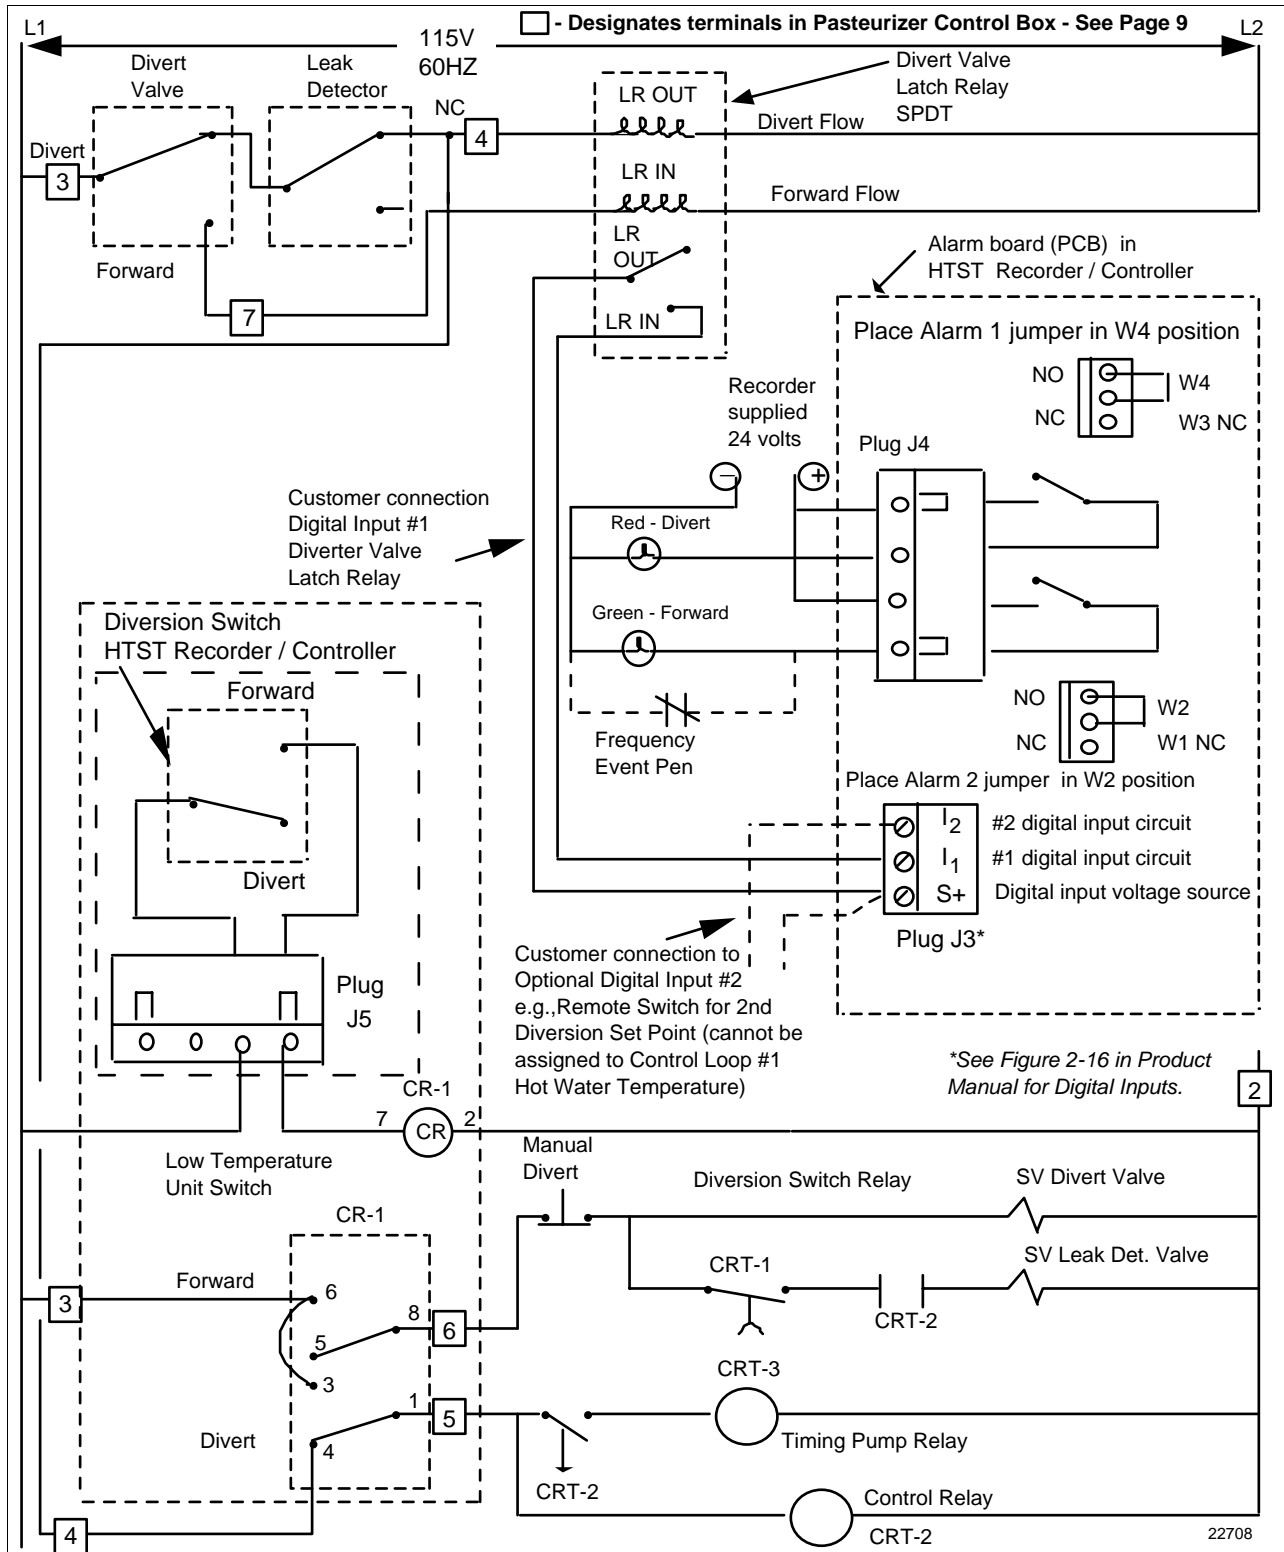 L1
- Designates terminals in Pasteurizer Control Box - See Page 9
L2
115V
60HZ
Divert
Valve
Leak
Detector
Divert Valve
Latch Relay
SPDT
NC
LR OUT
4
Divert Flow
Divert
3
LR IN
Forward Flow
Forward
LR
OUT
Alarm board (PCB) in
HTST Recorder / Controller
7
LR IN
Place Alarm 1 jumper in W4 position
NO
W4
NC
W3 NC
Recorder
supplied
24 volts
Plug J4
–
+
Customer connection
Digital Input #1
Diverter Valve
Latch Relay
Red - Divert
Green - Forward
Diversion Switch
HTST Recorder / Controller
Forward
NO
W2
NC
W1 NC
Frequency
Event Pen
Place Alarm 2 jumper in W2 position
I2
#2 digital input circuit
I1
#1 digital input circuit
S+
Digital input voltage source
Divert
Plug J3*
Customer connection to
Optional Digital Input #2
e.g.,Remote Switch for 2nd
Diversion Set Point (cannot be
assigned to Control Loop #1
Hot Water Temperature)
Plug
J5
*See Figure 2-16 in Product
Manual for Digital Inputs.
2
CR-1
7
CR
2
Low Temperature
Unit Switch
Manual
Divert
Diversion Switch Relay
SV Divert Valve
CR-1
SV Leak Det. Valve
CRT-1
Forward
3
6
8
6
5
CRT-2
3
CRT-3
1
5
Divert
4
Timing Pump Relay
CRT-2
Control Relay
4
CRT-2
22708